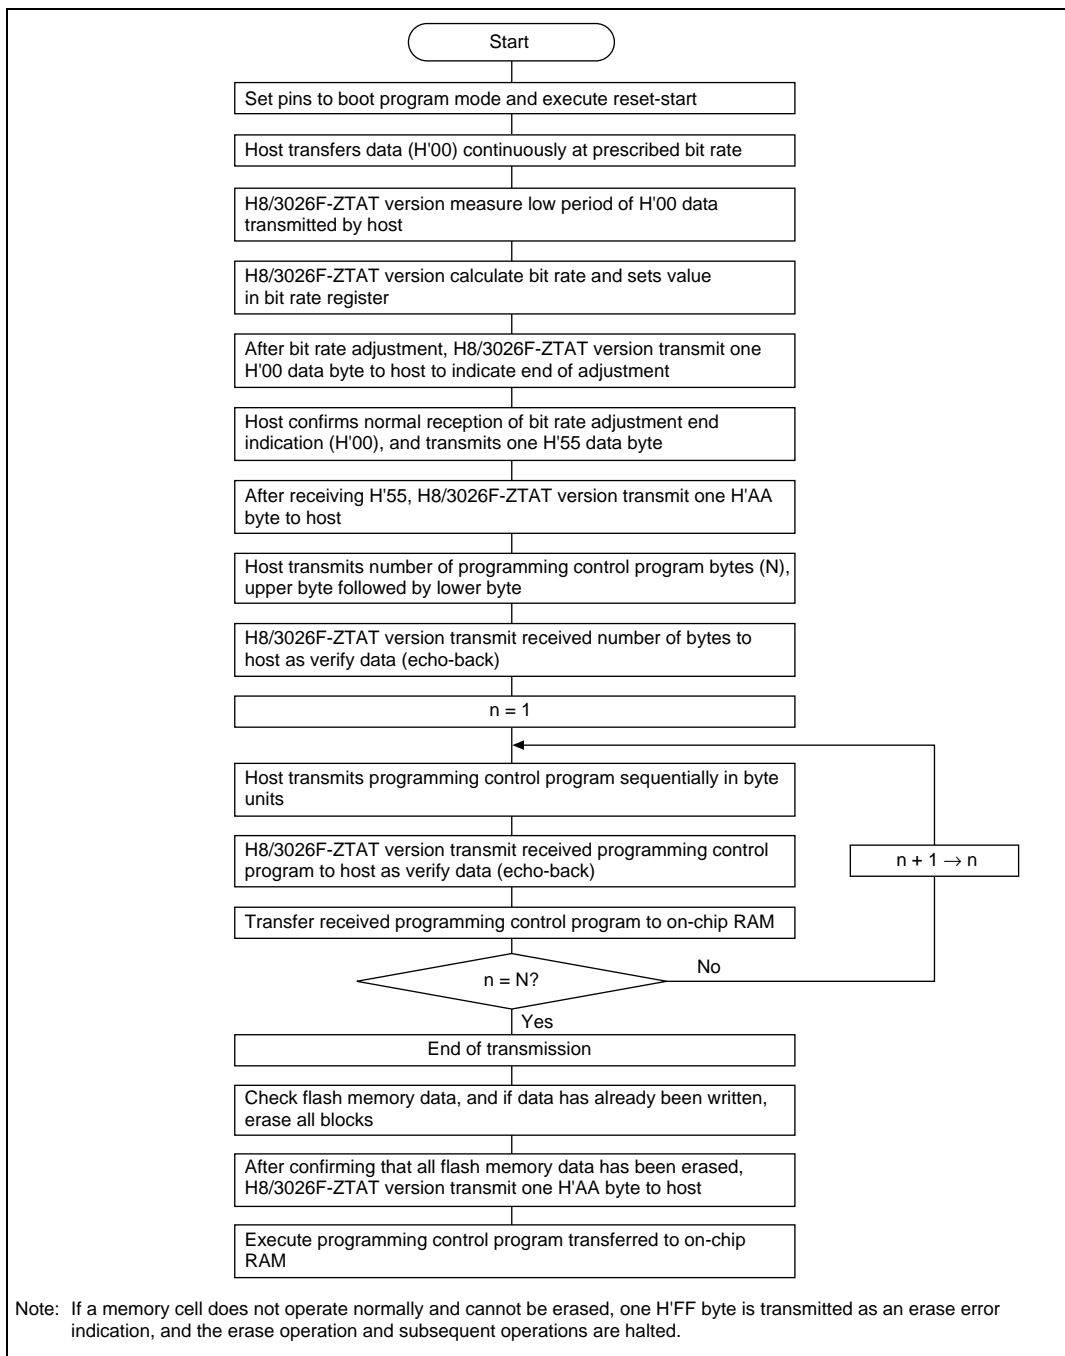 Start
Set pins to boot program mode and execute reset-start
Host transfers data (H'00) continuously at prescribed bit rate
H8/3026F-ZTAT version measure low period of H'00 data
transmitted by host
H8/3026F-ZTAT version calculate bit rate and sets value
in bit rate register
After bit rate adjustment, H8/3026F-ZTAT version transmit one
H'00 data byte to host to indicate end of adjustment
Host confirms normal reception of bit rate adjustment end
indication (H'00), and transmits one H'55 data byte
After receiving H'55, H8/3026F-ZTAT version transmit one H'AA
byte to host
Host transmits number of programming control program bytes (N),
upper byte followed by lower byte
H8/3026F-ZTAT version transmit received number of bytes to
host as verify data (echo-back)
n = 1
Host transmits programming control program sequentially in byte
units
H8/3026F-ZTAT version transmit received programming control
program to host as verify data (echo-back)
n + 1 → n
Transfer received programming control program to on-chip RAM
n = N?
No
Yes
End of transmission
Check flash memory data, and if data has already been written,
erase all blocks
After confirming that all flash memory data has been erased,
H8/3026F-ZTAT version transmit one H'AA byte to host
Execute programming control program transferred to on-chip
RAM
Note: If a memory cell does not operate normally and cannot be erased, one H'FF byte is transmitted as an erase error
indication, and the erase operation and subsequent operations are halted.